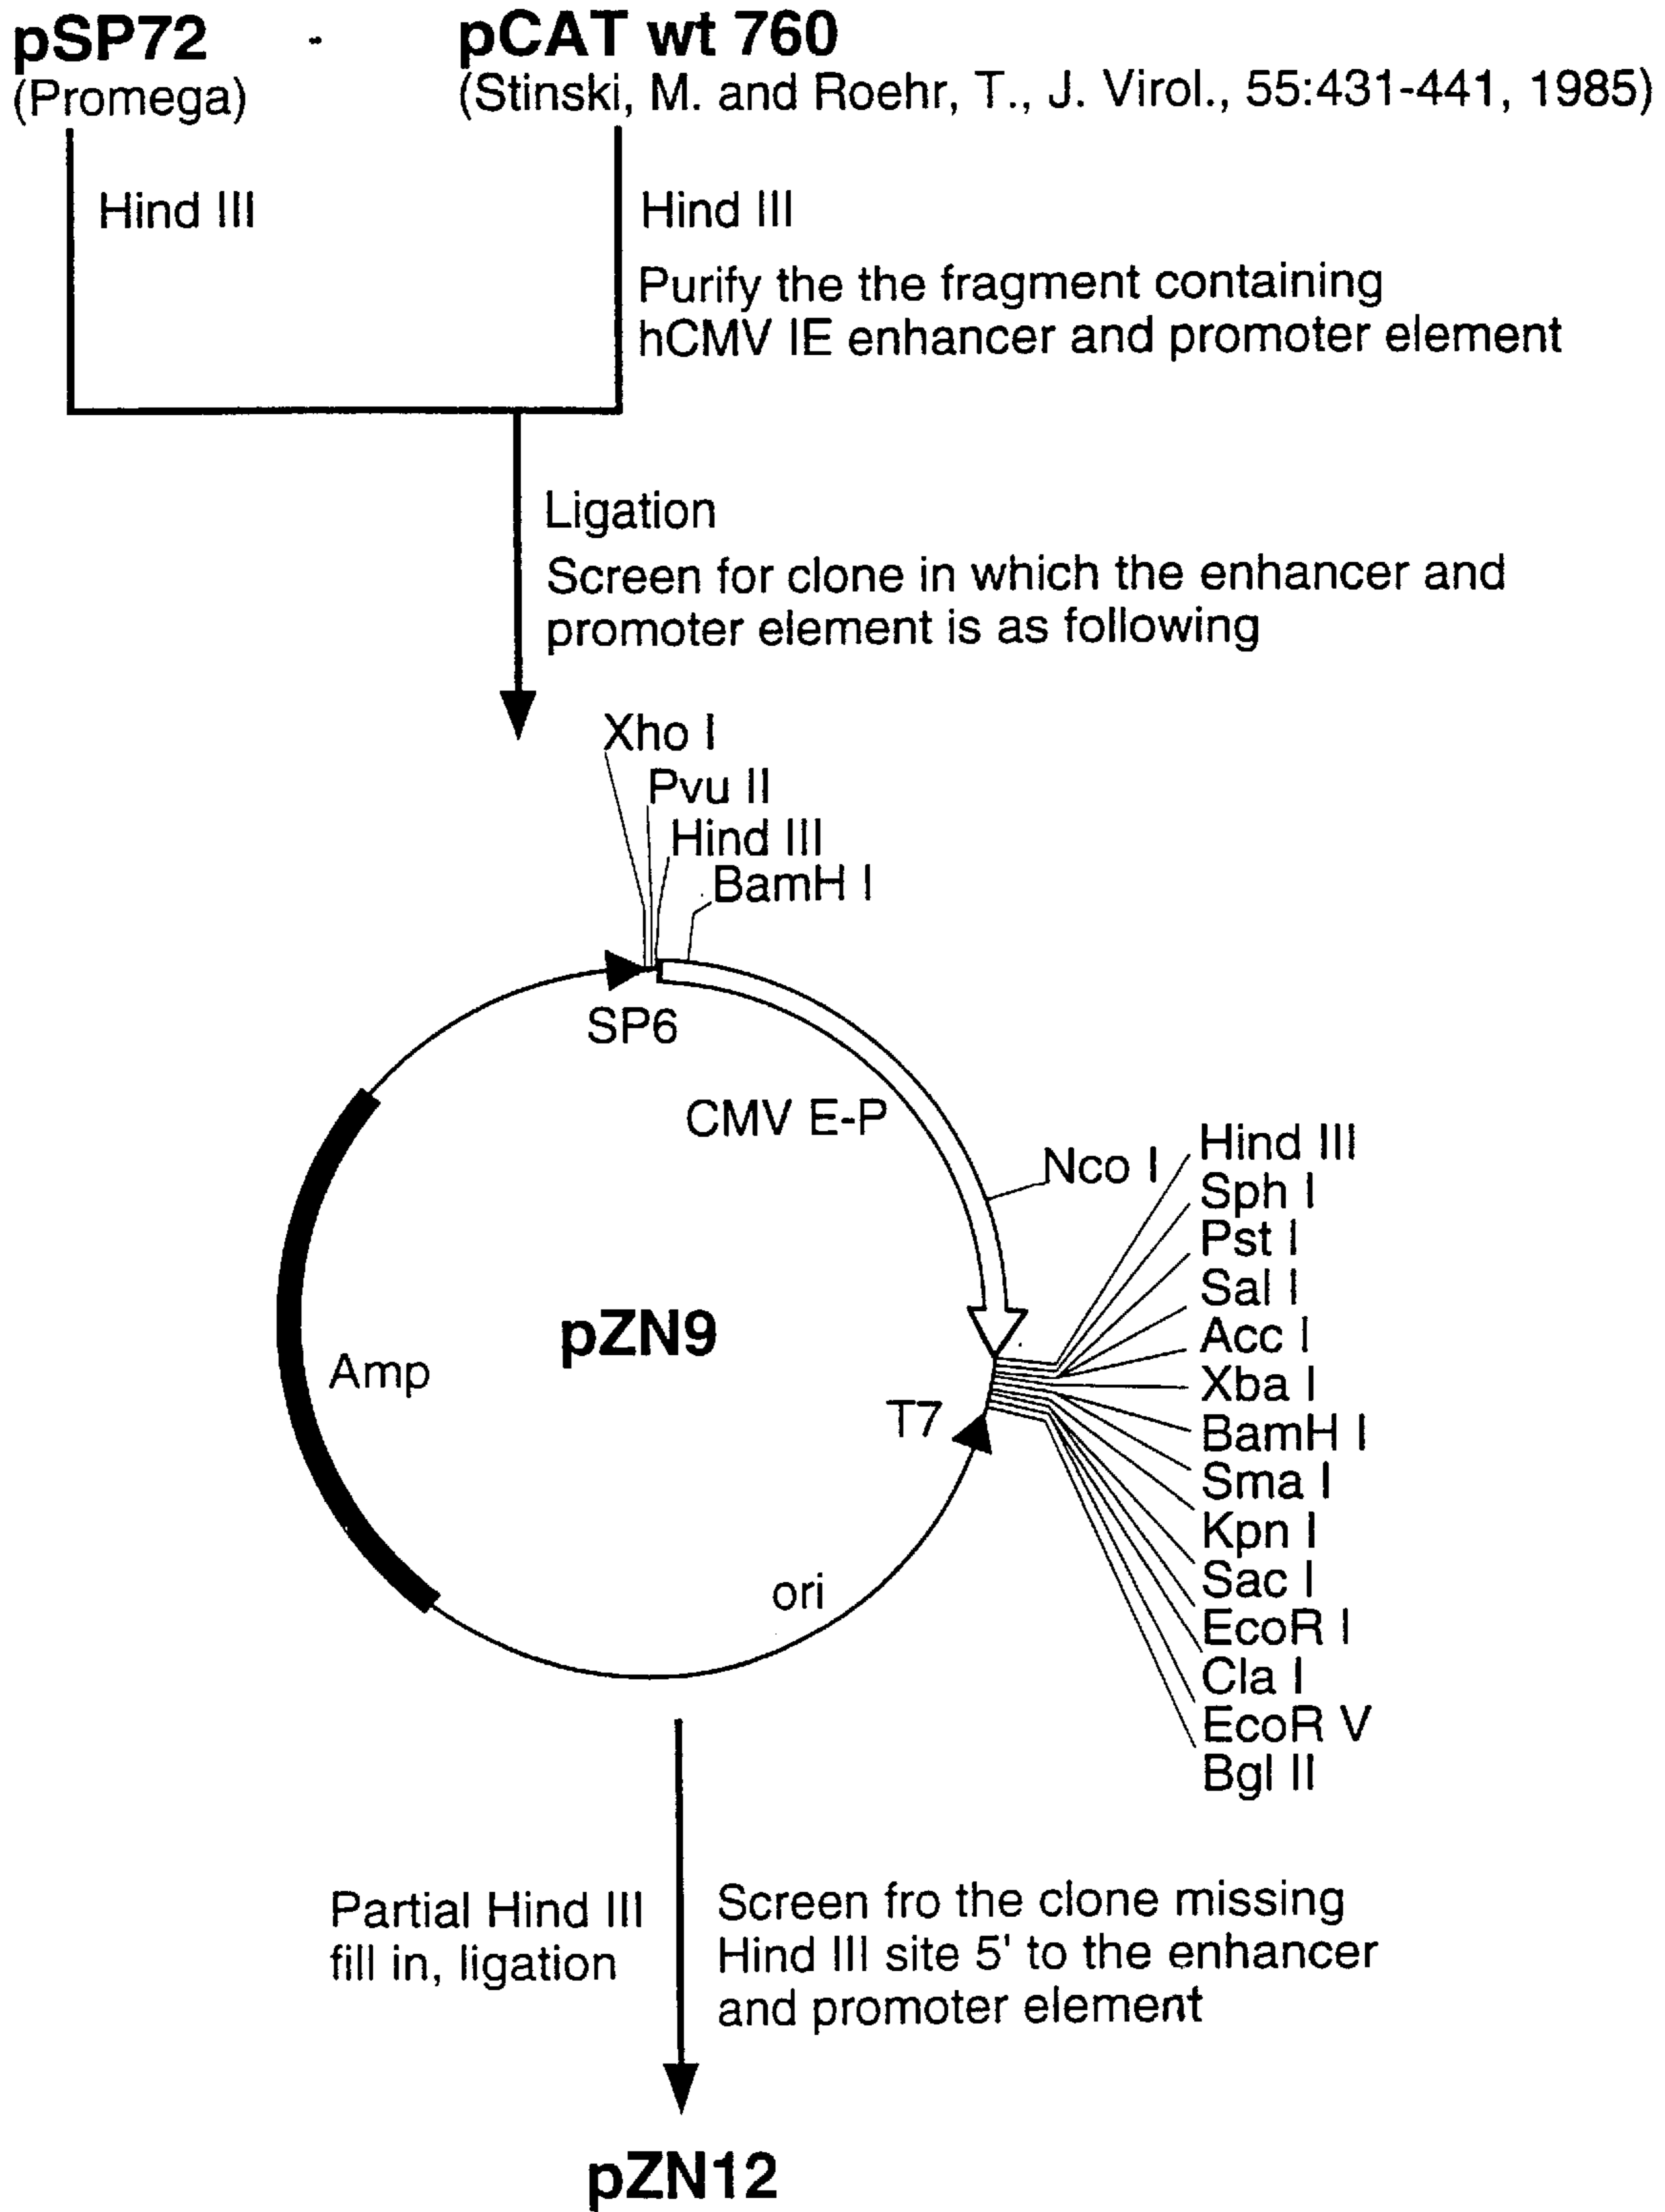 pSP72
(Promega)
pCAT wt 760
(Stinski, M. and Roehr, T., J. Virol., 55:431-441, 1985)
Hind III
Hind III
Purify the the fragment containing
hCMV IE enhancer and promoter element
Ligation
Screen for clone in which the enhancer and
promoter element is as following
Xho I
Pvu II
Hind III
BamH I
SP6
CMV E-P
Nco I
Hind III
Sph I
Pst I
Sal I
Acc I
Xba I
BamH I
Sma I
Kpn I
Sac I
EcoR I
Cla I
EcoR V
Bgl II
pZN9
Amp
T7
ori
Partial Hind III
fill in, ligation
Screen fro the clone missing
Hind III site 5' to the enhancer
and promoter element
pZN12